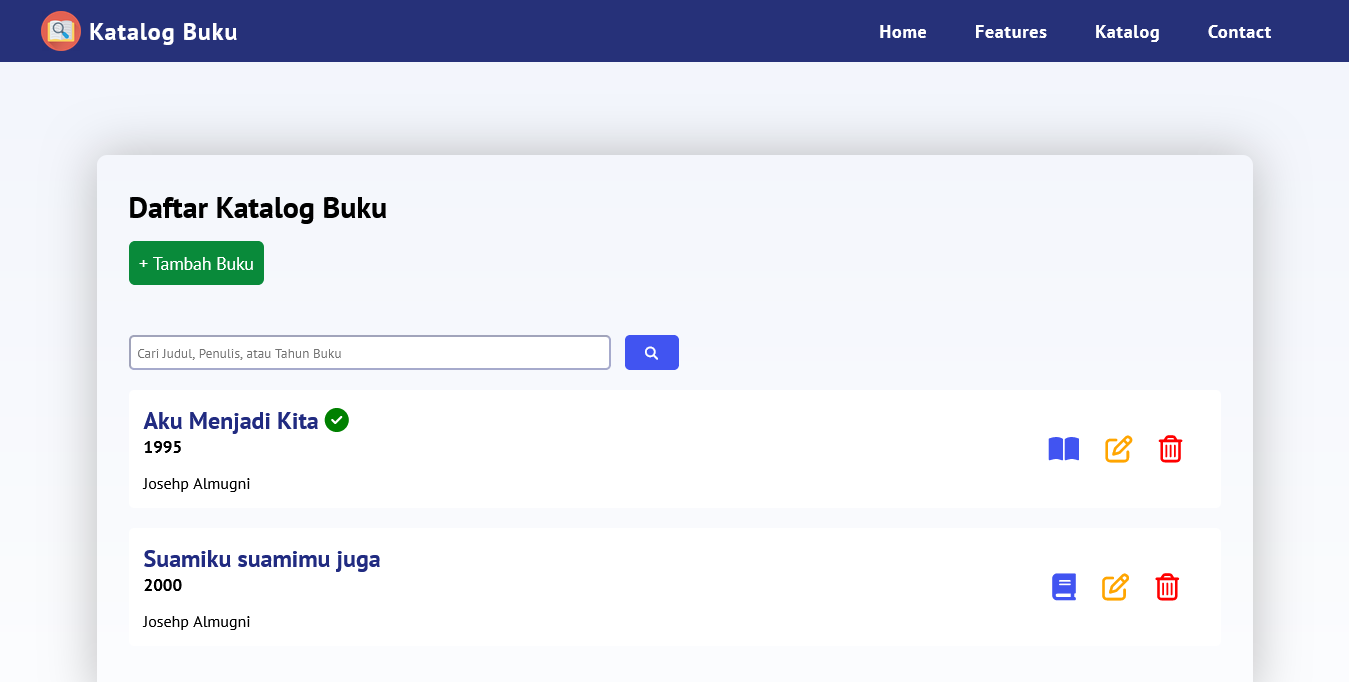 Katalog Buku
Home Features Katalog Contact
Daftar Katalog Buku
+ Tambah Buku
Cari Judul, Penulis, atau Tahun Buku
Aku Menjadi Kita
1995
Josehp Almugni
Suamiku suamimu juga
2000
Josehp Almugni